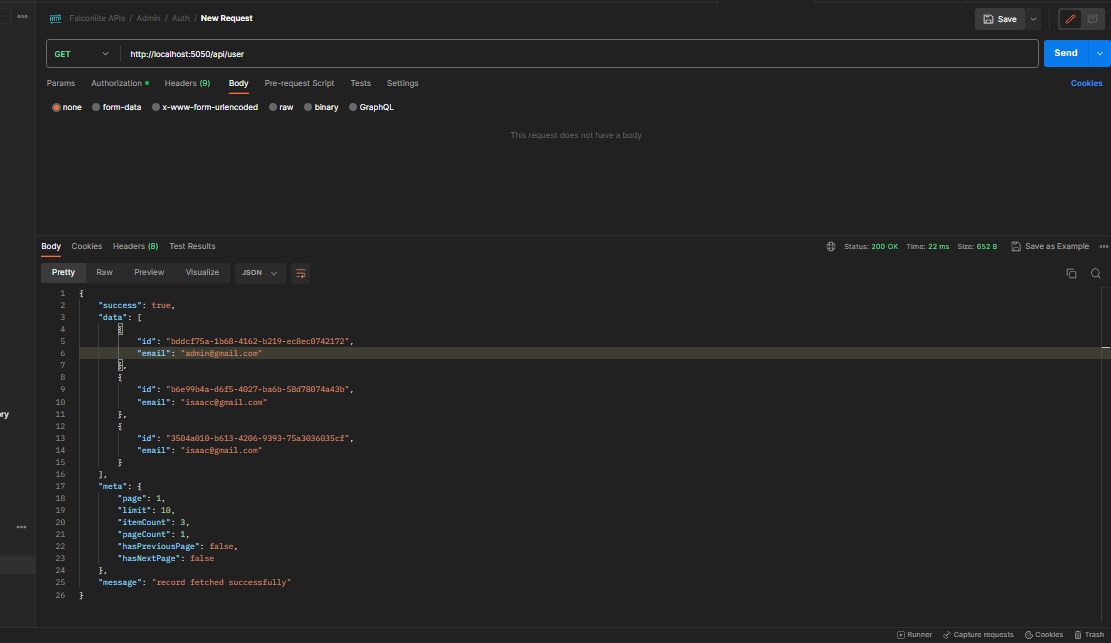 Falconlite APIs / Admin / Auth / New Request
Save
GET http://localhost:5050/api/user
Send
Params Authorization Headers (9) Body Pre-request Script Tests Settings
Cookies
none form-data x-www-form-urlencoded raw binary GraphQL
This request does not have a body
Body Cookies Headers (8) Test Results
Status: 200 OK Time: 22 ms Size: 652 B Save as Example
Pretty Raw Preview Visualize JSON
1 {
2 "success": true,
3 "data": [
4 {
5 "id": "bddcf75a-1b68-4162-b219-ec8ec0742172",
6 "email": "admin@gmail.com"
7 },
8 {
9 "id": "b6e99b4a-d6f5-4027-ba6b-58d78074a43b",
10 "email": "isaacc@gmail.com"
11 },
12 {
13 "id": "3504a010-b613-4206-9393-75a3036035cf",
14 "email": "isaac@gmail.com"
15 }
16 ],
17 "meta": {
18 "page": 1,
19 "limit": 10,
20 "itemCount": 3,
21 "pageCount": 1,
22 "hasPreviousPage": false,
23 "hasNextPage": false
24 },
25 "message": "record fetched successfully"
26 }
ry
Runner Capture requests Cookies Trash